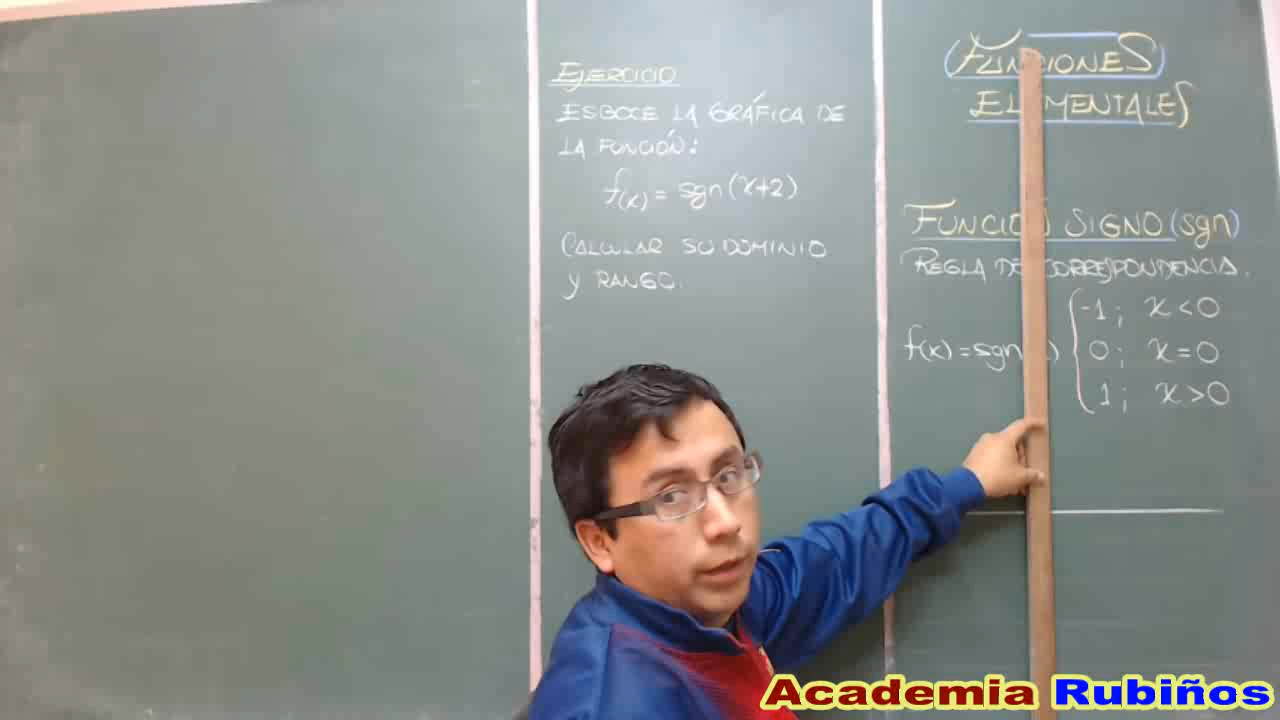 EJERCICIO
ESBOCE LA GRÁFICA DE
LA FUNCIÓN:
f(x) = sgn(x+2)
CALCULAR SU DOMINIO
Y RANGO.
(FUNCIONES)
ELEMENTALES
FUNCIÓN SIGNO (sgn)
REGLA DE CORRESPONDENCIA.
-1 ; x < 0
f(x) = sgn(x) { 0 ; x = 0
1 ; x > 0
Academia Rubiños